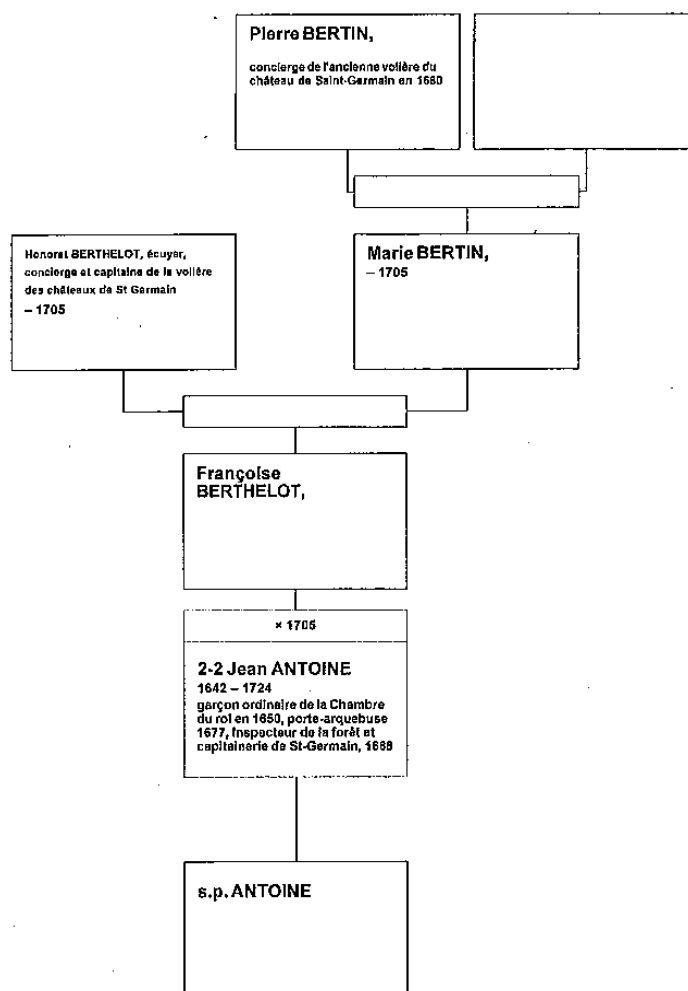 Pierre BERTIN,
concierge de l'ancienne volière du
château de Saint-Germain en 1680
Honorat BERTHELOT, écuyer,
concierge et capitaine de la volière
des châteaux de St Germain
– 1705
Marie BERTIN,
– 1705
Françoise
BERTHELOT,
× 1705
2-2 Jean ANTOINE
1642 – 1724
garçon ordinaire de la Chambre
du roi en 1650, porte-arquebuse
1677, Inspecteur de la forêt et
capitainerie de St-Germain, 1688
s.p. ANTOINE